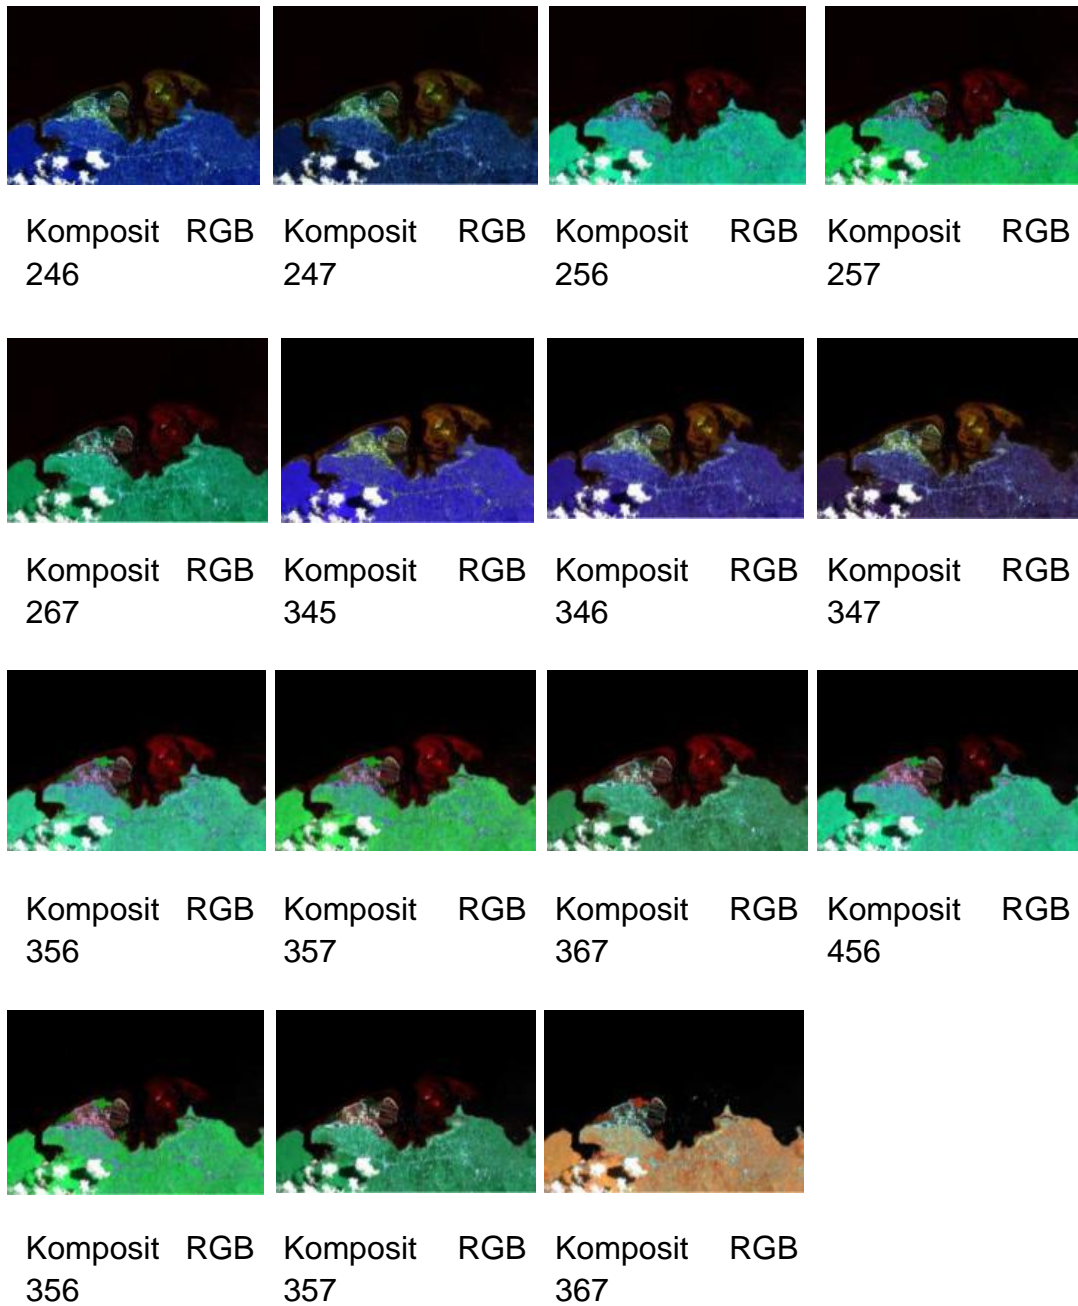 Komposit RGB Komposit RGB Komposit RGB Komposit RGB
246 247 256 257
Komposit RGB Komposit RGB Komposit RGB Komposit RGB
267 345 346 347
Komposit RGB Komposit RGB Komposit RGB Komposit RGB
356 357 367 456
Komposit RGB Komposit RGB Komposit RGB
356 357 367